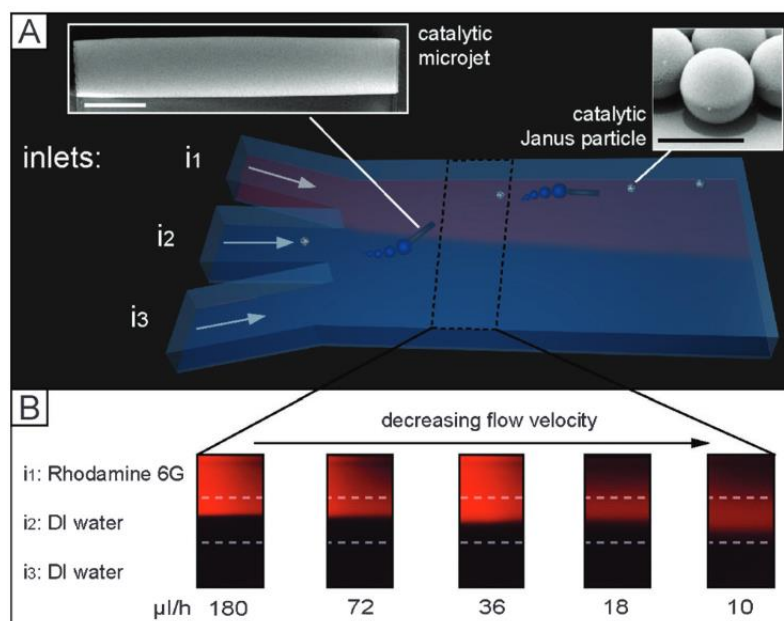 A
catalytic
microjet
catalytic
Janus particle
inlets:
i1
i2
i3
B
decreasing flow velocity
i1: Rhodamine 6G
i2: DI water
i3: DI water
µl/h 180 72 36 18 10